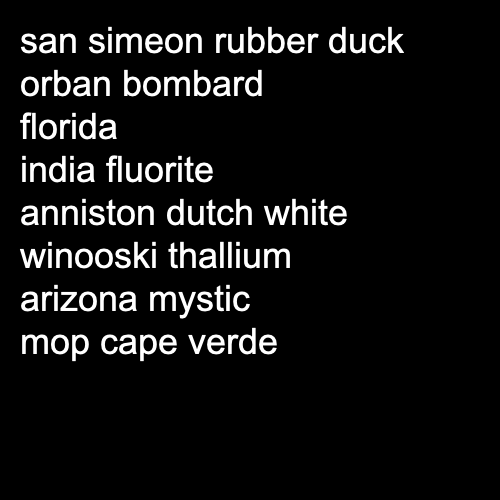 san simeon rubber duck
orban bombard
florida
india fluorite
anniston dutch white
winooski thallium
arizona mystic
mop cape verde